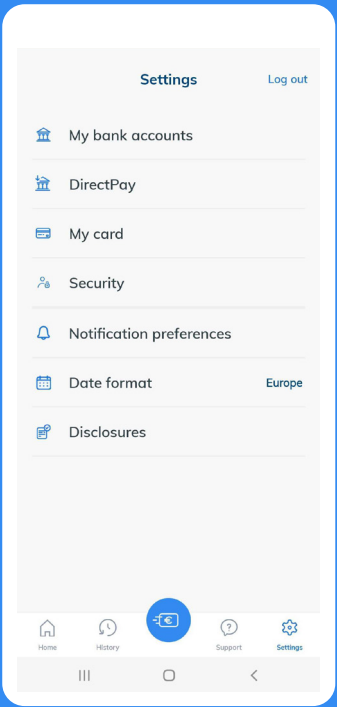 Settings
Log out
My bank accounts
DirectPay
My card
Security
Notification preferences
Date format
Europe
Disclosures
€
?
Home
History
Support
Settings